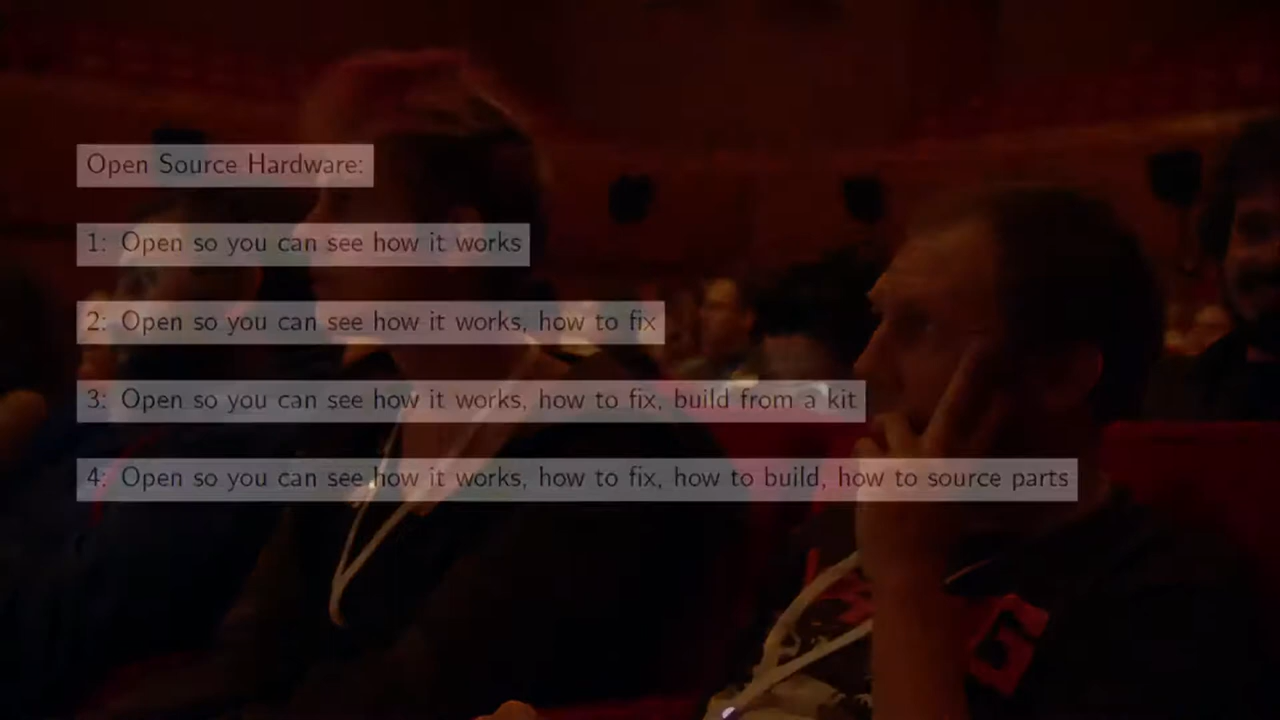 Open Source Hardware:
1: Open so you can see how it works
2: Open so you can see how it works, how to fix
3: Open so you can see how it works, how to fix, build from a kit
4: Open so you can see how it works, how to fix, how to build, how to source parts